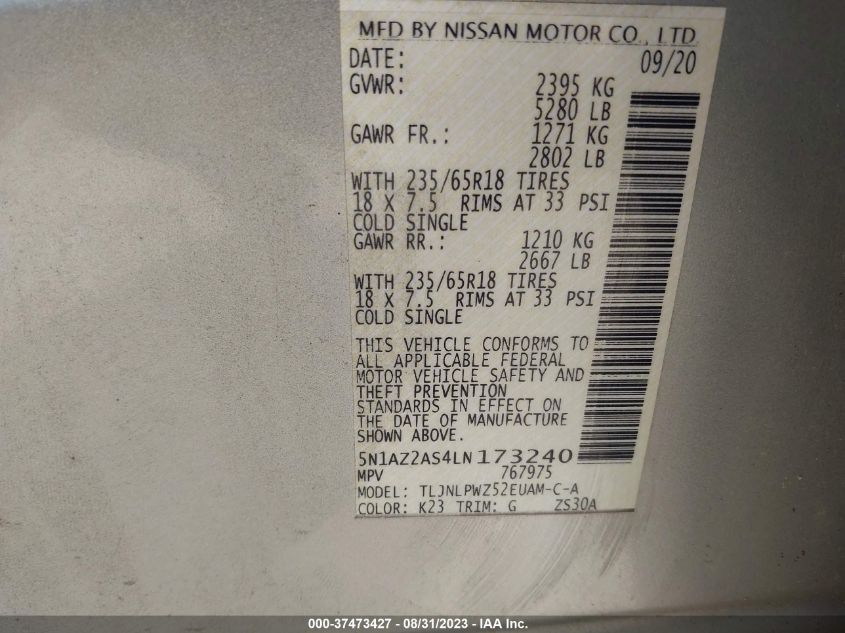 MFD BY NISSAN MOTOR CO., LTD
DATE: 09/20
GVWR: 2395 KG
5280 LB
GAWR FR.: 1271 KG
2802 LB
WITH 235/65R18 TIRES
18 X 7.5 RIMS AT 33 PSI
COLD SINGLE
GAWR RR.: 1210 KG
2667 LB
WITH 235/65R18 TIRES
18 X 7.5 RIMS AT 33 PSI
COLD SINGLE
THIS VEHICLE CONFORMS TO
ALL APPLICABLE FEDERAL
MOTOR VEHICLE SAFETY AND
THEFT PREVENTION
STANDARDS IN EFFECT ON
THE DATE OF MANUFACTURE
SHOWN ABOVE.
5N1AZ2AS4LN173240
MPV 767975
MODEL: TLJNLPWZ52EUAM-C-A
COLOR: K23 TRIM: G ZS30A
000-37473427 - 08/31/2023 - IAA Inc.